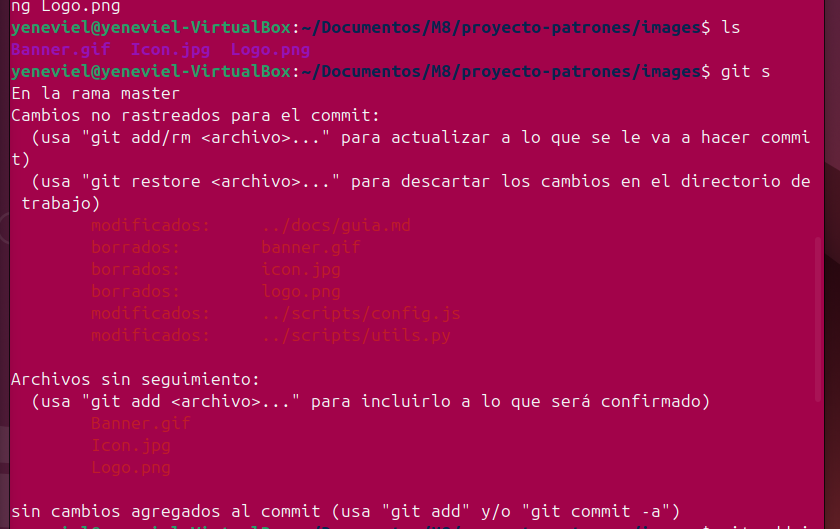 ng Logo.png
yeneviel@yeneviel-VirtualBox:~/Documentos/M8/proyecto-patrones/images$ ls
Banner.gif  Icon.jpg  Logo.png
yeneviel@yeneviel-VirtualBox:~/Documentos/M8/proyecto-patrones/images$ git s
En la rama master
Cambios no rastreados para el commit:
  (usa "git add/rm <archivo>..." para actualizar a lo que se le va a hacer commi
t)
  (usa "git restore <archivo>..." para descartar los cambios en el directorio de
 trabajo)
        modificados:     ../docs/guia.md
        borrados:        banner.gif
        borrados:        icon.jpg
        borrados:        logo.png
        modificados:     ../scripts/config.js
        modificados:     ../scripts/utils.py

Archivos sin seguimiento:
  (usa "git add <archivo>..." para incluirlo a lo que será confirmado)
        Banner.gif
        Icon.jpg
        Logo.png

sin cambios agregados al commit (usa "git add" y/o "git commit -a")